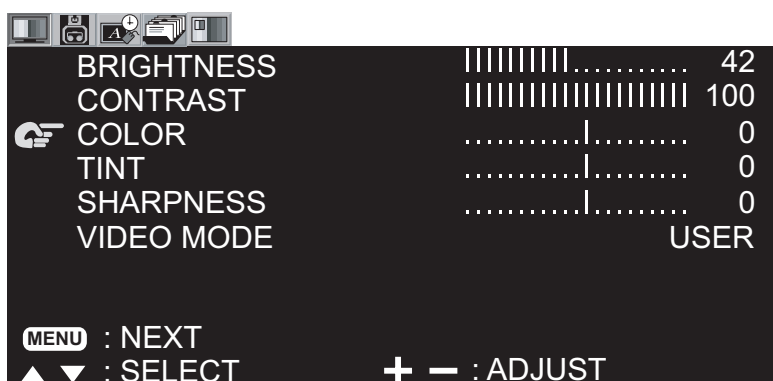 A
BRIGHTNESS 42
CONTRAST 100
COLOR 0
TINT 0
SHARPNESS 0
VIDEO MODE USER
MENU : NEXT
▲ ▼ : SELECT + − : ADJUST